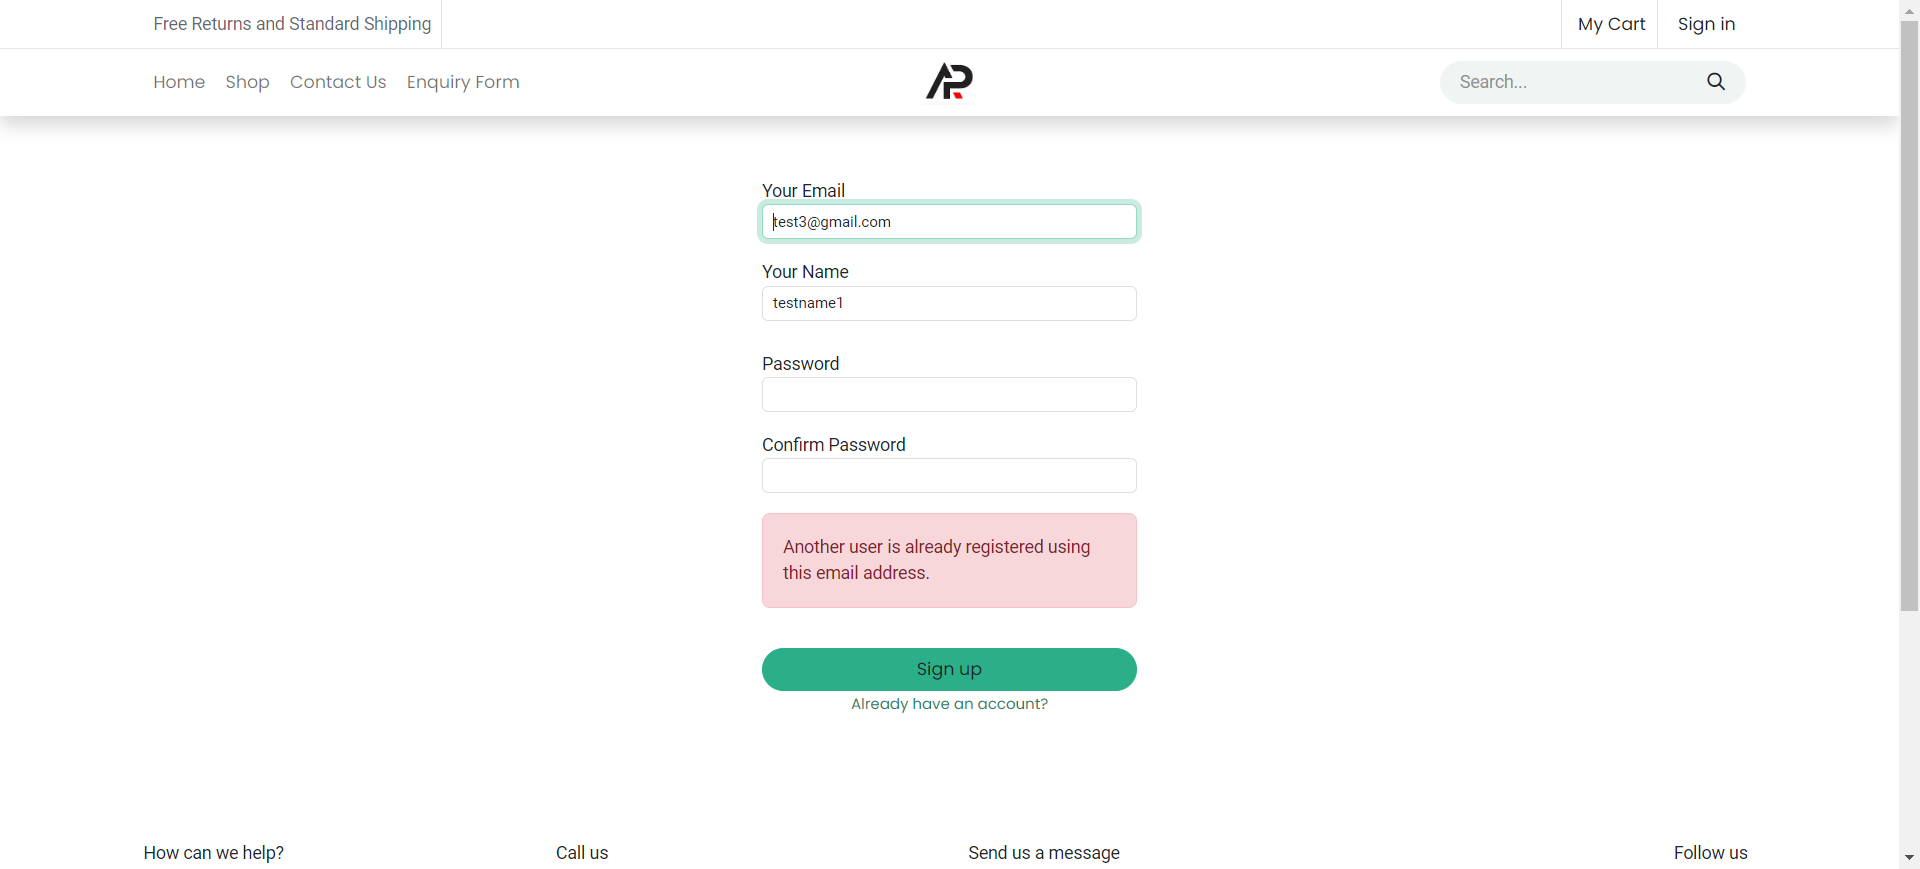 Free Returns and Standard Shipping
My Cart
Sign in
Home
Shop
Contact Us
Enquiry Form
Search...
Your Email
test3@gmail.com
Your Name
testname1
Password
Confirm Password
Another user is already registered using
this email address.
Sign up
Already have an account?
How can we help?
Call us
Send us a message
Follow us